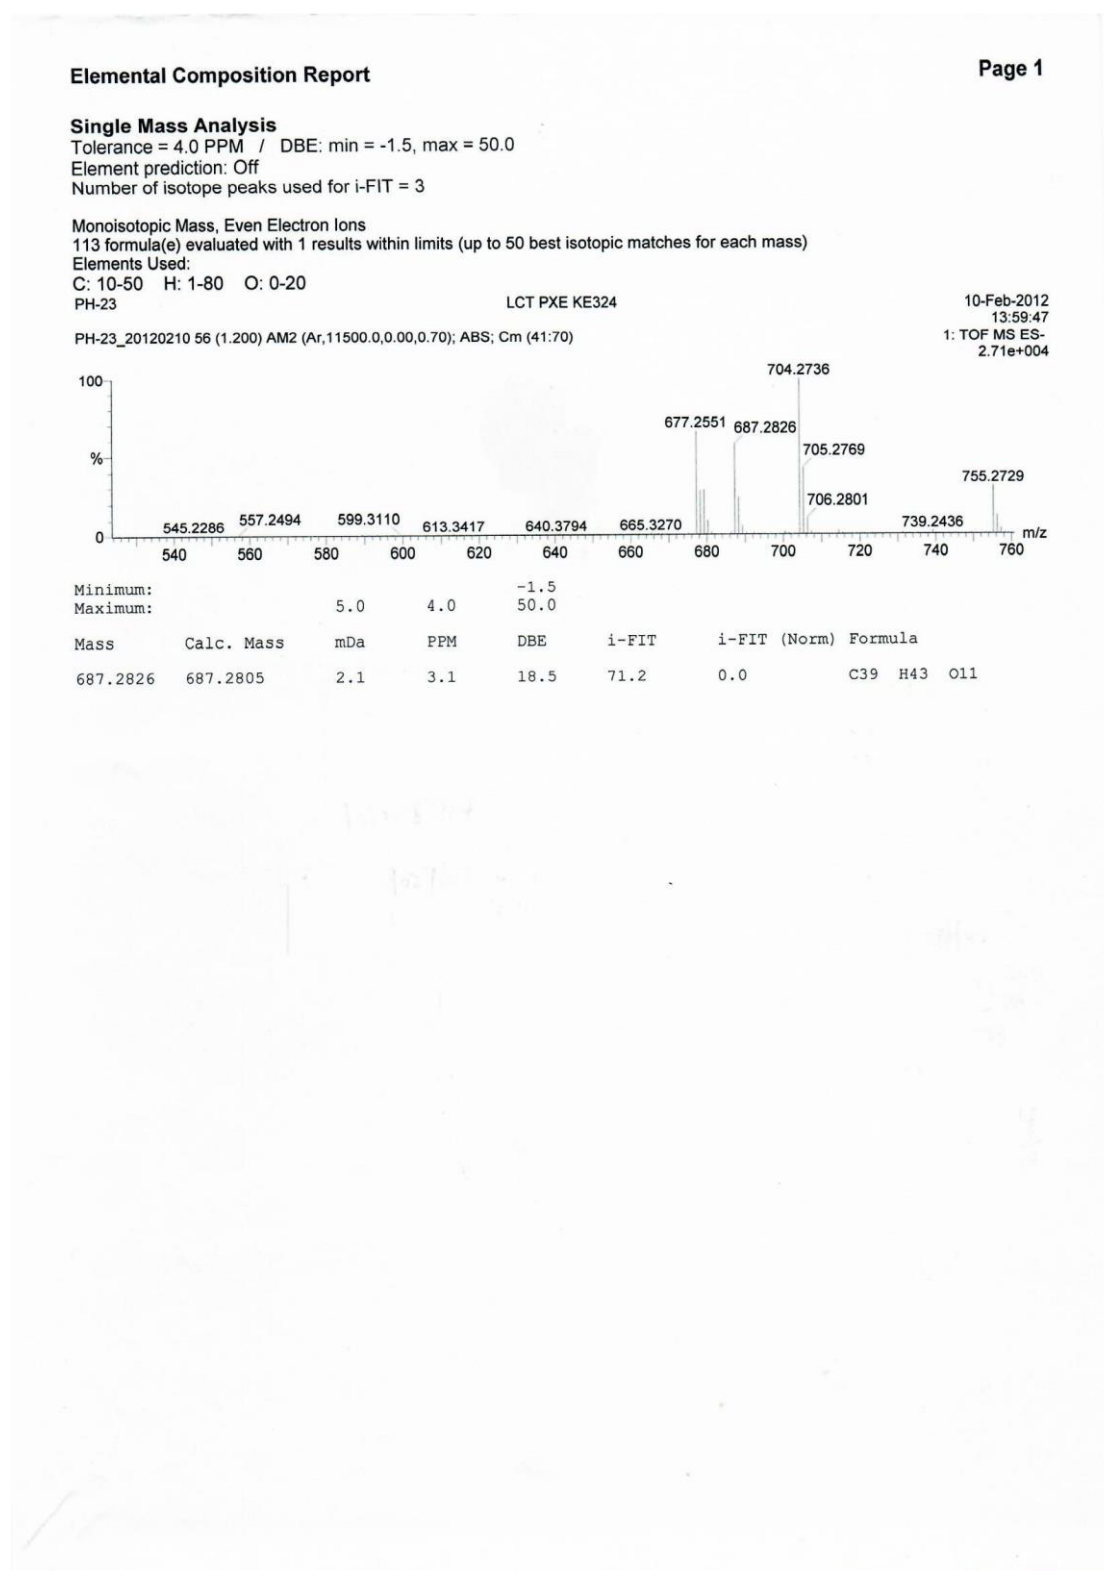 Elemental Composition Report
Page 1
Single Mass Analysis
Tolerance = 4.0 PPM / DBE: min = -1.5, max = 50.0
Element prediction: Off
Number of isotope peaks used for i-FIT = 3
Monoisotopic Mass, Even Electron Ions
113 formula(e) evaluated with 1 results within limits (up to 50 best isotopic matches for each mass)
Elements Used:
C: 10-50 H: 1-80 O: 0-20
PH-23 LCT PXE KE324 10-Feb-2012
13:59:47
PH-23_20120210 56 (1.200) AM2 (Ar,11500.0,0.00,0.70); ABS; Cm (41:70) 1: TOF MS ES-
2.71e+004
704.2736
100
677.2551 687.2826
705.2769
%
755.2729
706.2801
545.2286 557.2494 599.3110 613.3417 640.3794 665.3270 739.2436
0 m/z
540 560 580 600 620 640 660 680 700 720 740 760
Minimum: -1.5
Maximum: 5.0 4.0 50.0
Mass Calc. Mass mDa PPM DBE i-FIT i-FIT (Norm) Formula
687.2826 687.2805 2.1 3.1 18.5 71.2 0.0 C39 H43 O11